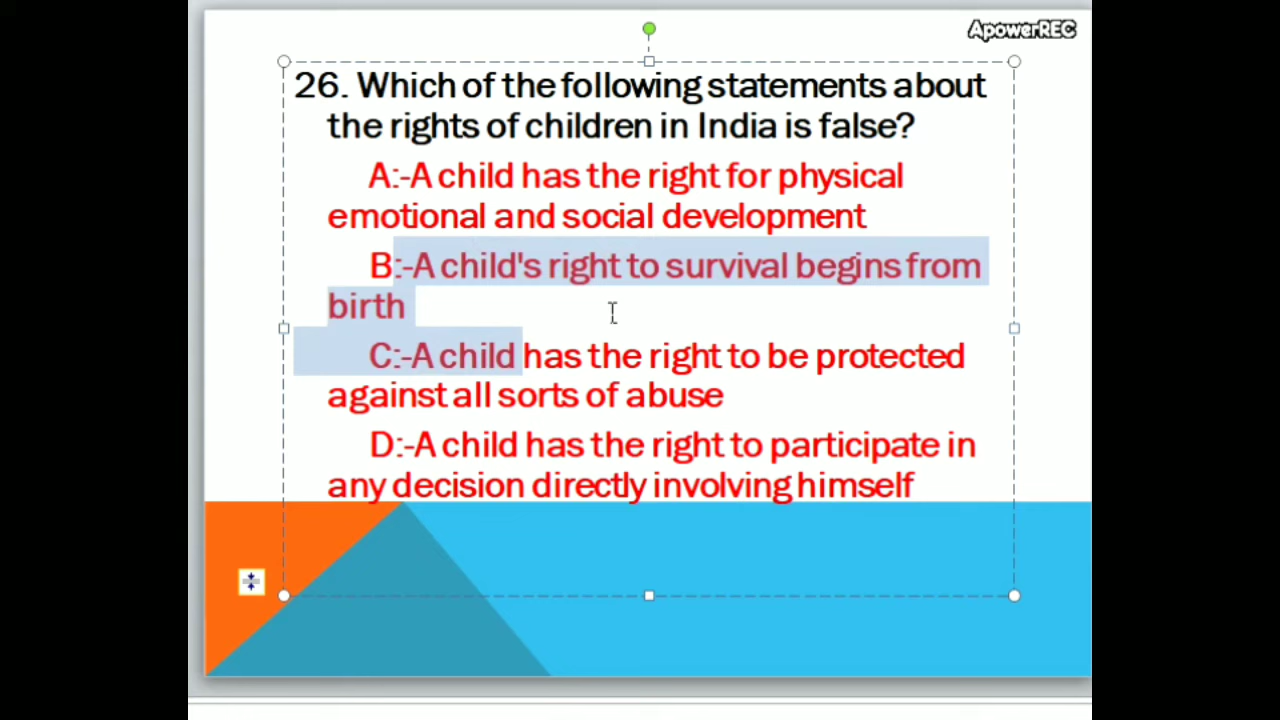 ApowerREC
26. Which of the following statements about
the rights of children in India is false?
A:-A child has the right for physical
emotional and social development
B:-A child's right to survival begins from
birth
C:-A child has the right to be protected
against all sorts of abuse
D:-A child has the right to participate in
any decision directly involving himself